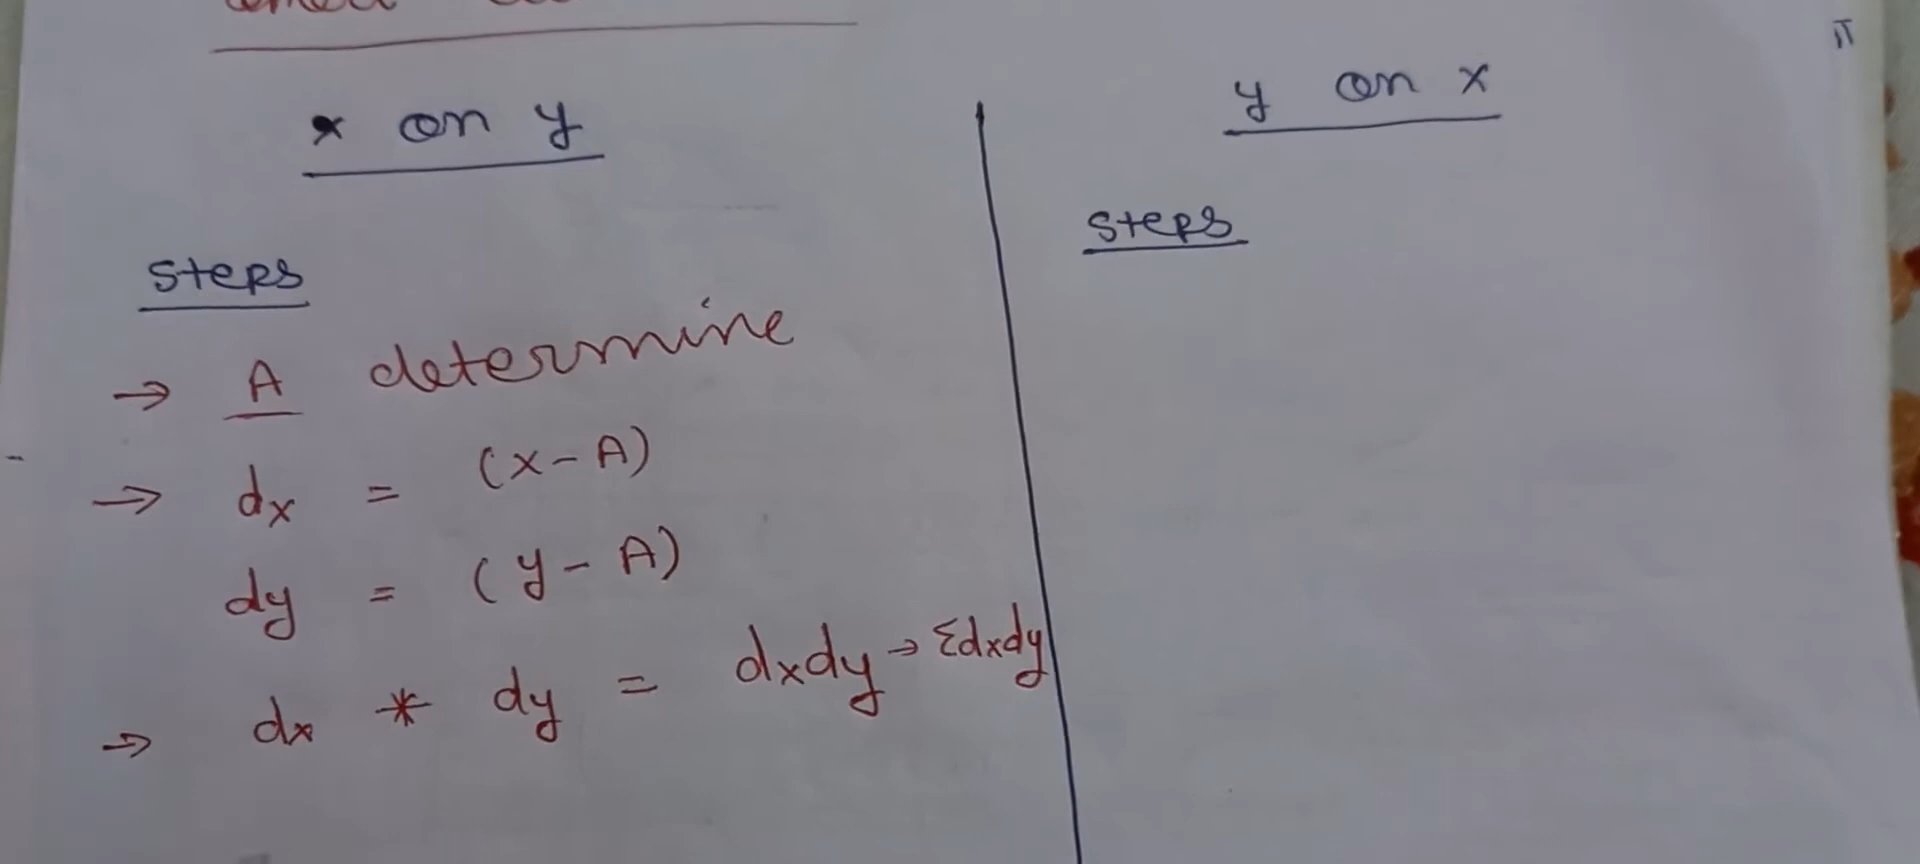 x on y
steps
→ A determine
→ dx = (x - A)
dy = (y - A)
→ dx * dy = dxdy → Σdxdy
y on x
steps